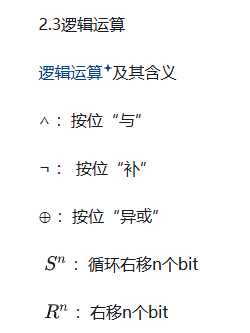 2.3逻辑运算
逻辑运算✦及其含义
∧ ：按位“与“
¬ ： 按位“补”
⊕ ：按位“异或”
Sⁿ ：循环右移n个bit
Rⁿ ：右移n个bit